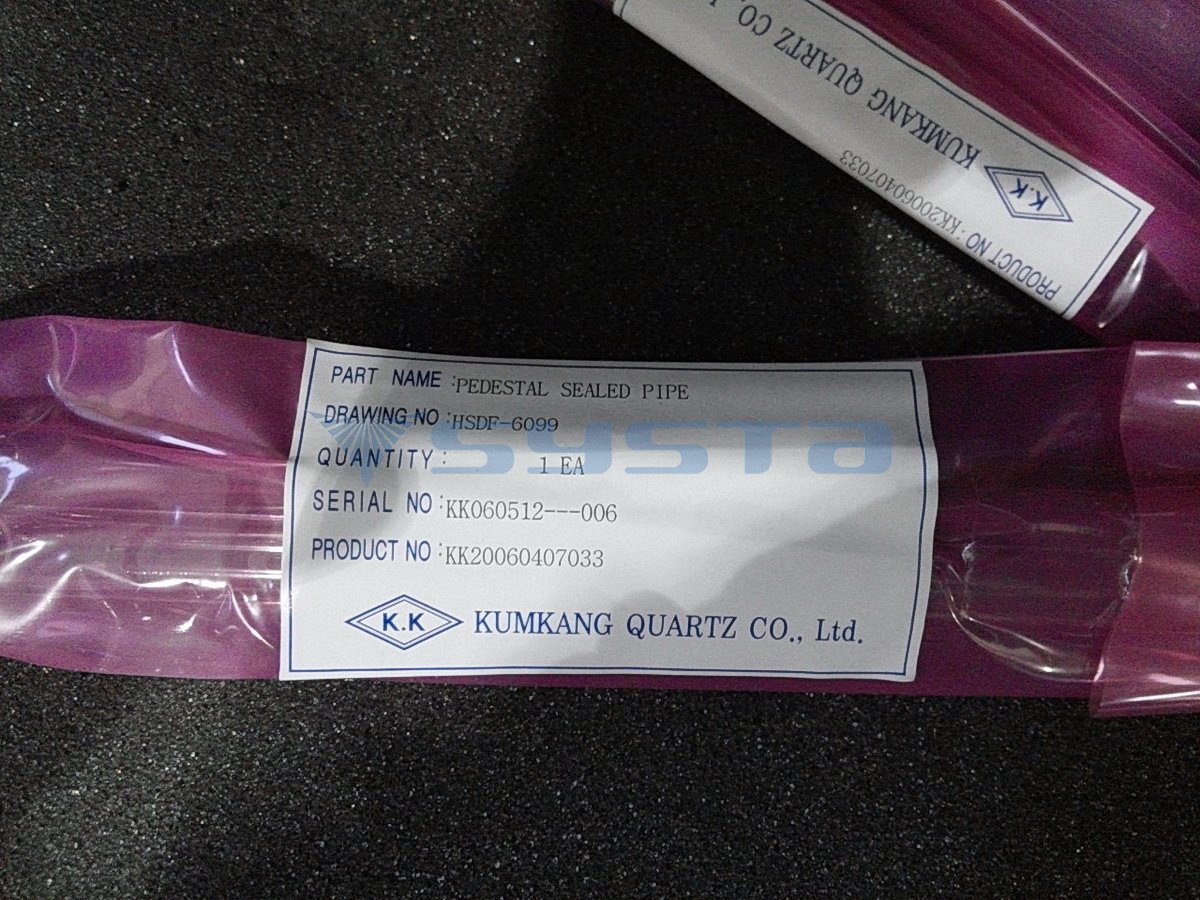 PART NAME :PEDESTAL SEALED PIPE
DRAWING NO :HSDF-6099
QUANTITY : 1 EA
SERIAL NO :KK060512---006
PRODUCT NO :KK20060407033
K.K KUMKANG QUARTZ CO., Ltd.
systa
PRODUCT NO :KK20060407033
K.K KUMKANG QUARTZ CO.